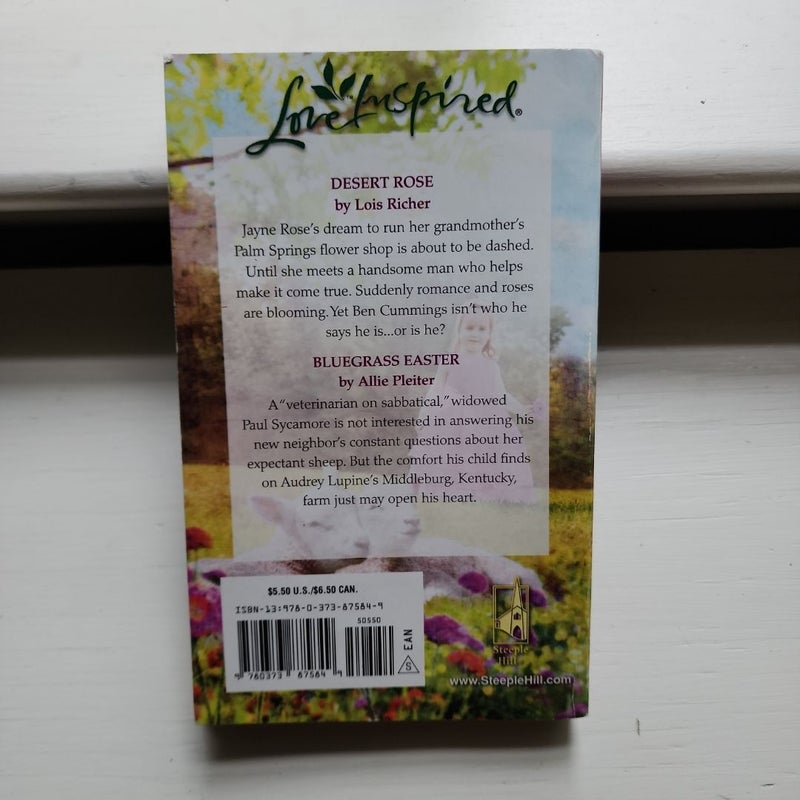 Love Inspired®
DESERT ROSE
by Lois Richer
Jayne Rose's dream to run her grandmother's
Palm Springs flower shop is about to be dashed.
Until she meets a handsome man who helps
make it come true. Suddenly romance and roses
are blooming. Yet Ben Cummings isn't who he
says he is...or is he?
BLUEGRASS EASTER
by Allie Pleiter
A "veterinarian on sabbatical," widowed
Paul Sycamore is not interested in answering his
new neighbor's constant questions about her
expectant sheep. But the comfort his child finds
on Audrey Lupine's Middleburg, Kentucky,
farm just may open his heart.
$5.50 U.S./$6.50 CAN.
ISBN-13:978-0-373-87584-9
50550
EAN
S
9 780373 87584 9
Steeple
Hill
www.SteepleHill.com